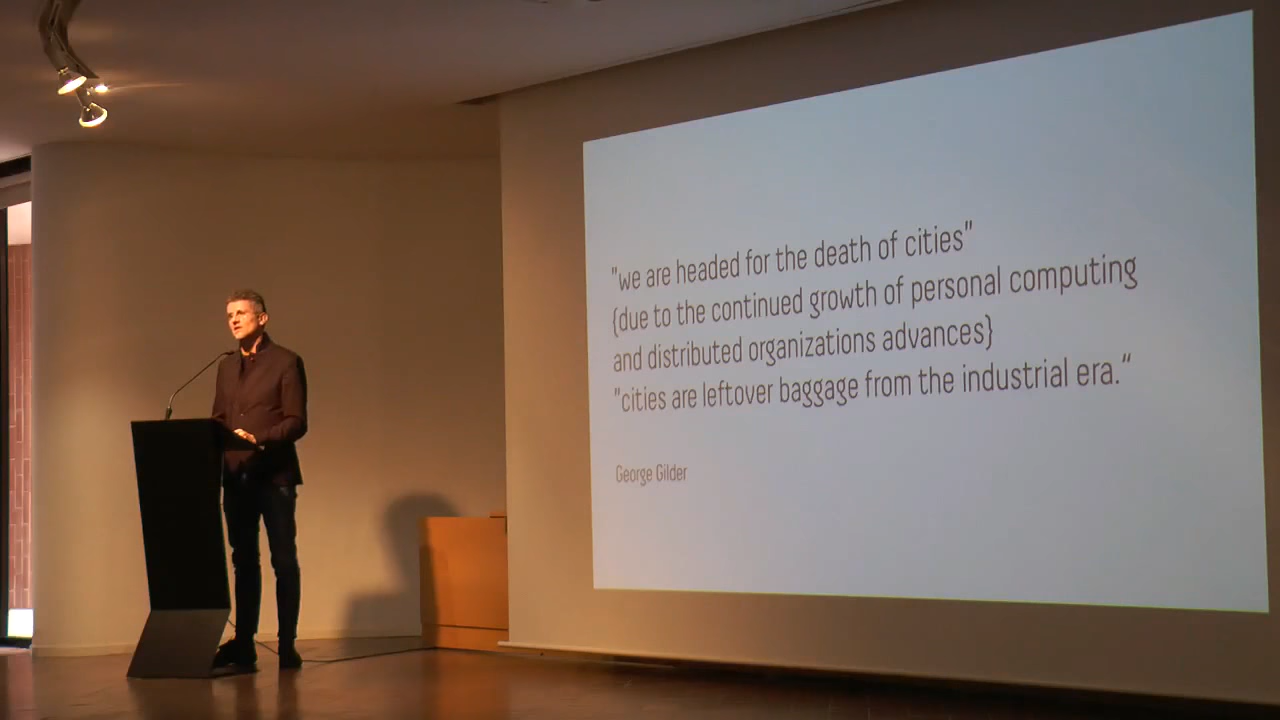 "we are headed for the death of cities"
{due to the continued growth of personal computing
and distributed organizations advances}
"cities are leftover baggage from the industrial era."
George Gilder